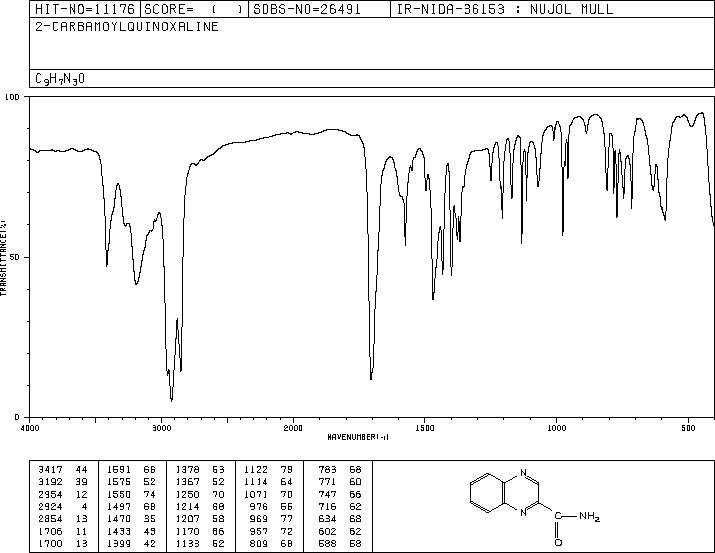 HIT-NO=11176 SCORE= ( ) SDBS-NO=26491 IR-NIDA-36153 : NUJOL MULL
2-CARBAMOYLQUINOXALINE
C9H7N3O
100
50
0
TRANSMITTANCE(%)
4000 3000 2000 1500 1000 500
WAVENUMBER(-1)
3417 44 1591 66 1378 53 1122 79 783 68
3192 39 1575 52 1367 52 1114 64 771 60
2954 12 1550 74 1250 70 1071 70 747 66
2924 4 1497 68 1214 68 976 55 716 62
2854 13 1470 35 1207 58 969 77 634 68
1706 11 1433 49 1170 66 957 72 602 62
1700 13 1399 42 1133 52 809 68 588 58
N
N
C
NH2
O